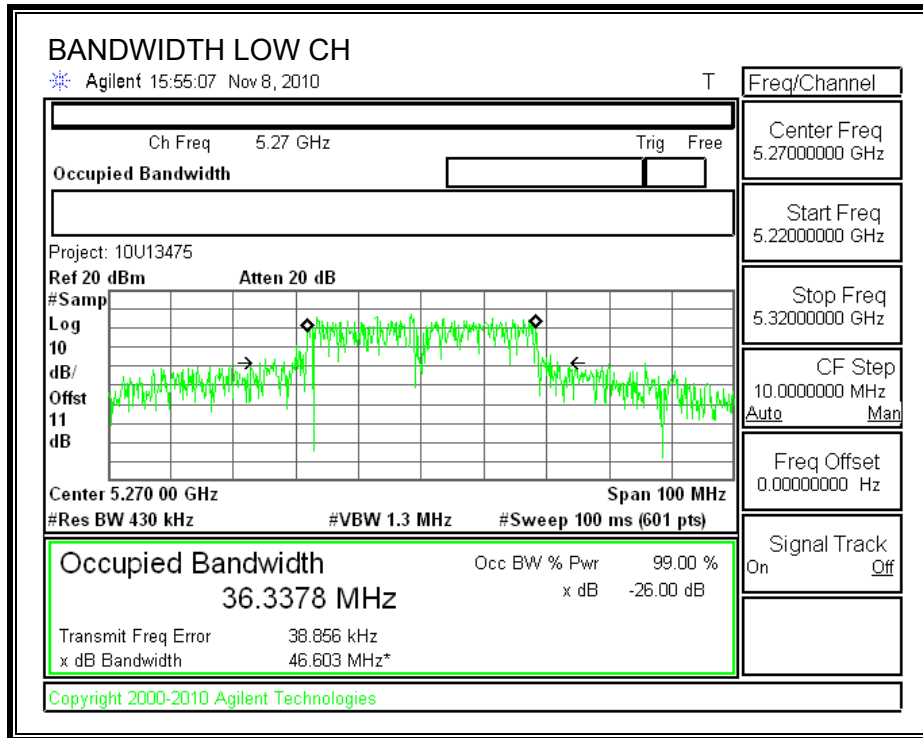 BANDWIDTH LOW CH
Agilent 15:55:07 Nov 8, 2010 T
Freq/Channel
Ch Freq 5.27 GHz Trig Free
Occupied Bandwidth
Center Freq
5.27000000 GHz
Start Freq
5.22000000 GHz
Stop Freq
5.32000000 GHz
CF Step
10.0000000 MHz
Auto Man
Freq Offset
0.00000000 Hz
Signal Track
On Off
Project: 10U13475
Ref 20 dBm Atten 20 dB
#Samp
Log
10
dB/
Offst
11
dB
Center 5.270 00 GHz Span 100 MHz
#Res BW 430 kHz #VBW 1.3 MHz #Sweep 100 ms (601 pts)
Occupied Bandwidth
36.3378 MHz
Occ BW % Pwr 99.00 %
x dB -26.00 dB
Transmit Freq Error 38.856 kHz
x dB Bandwidth 46.603 MHz*
Copyright 2000-2010 Agilent Technologies